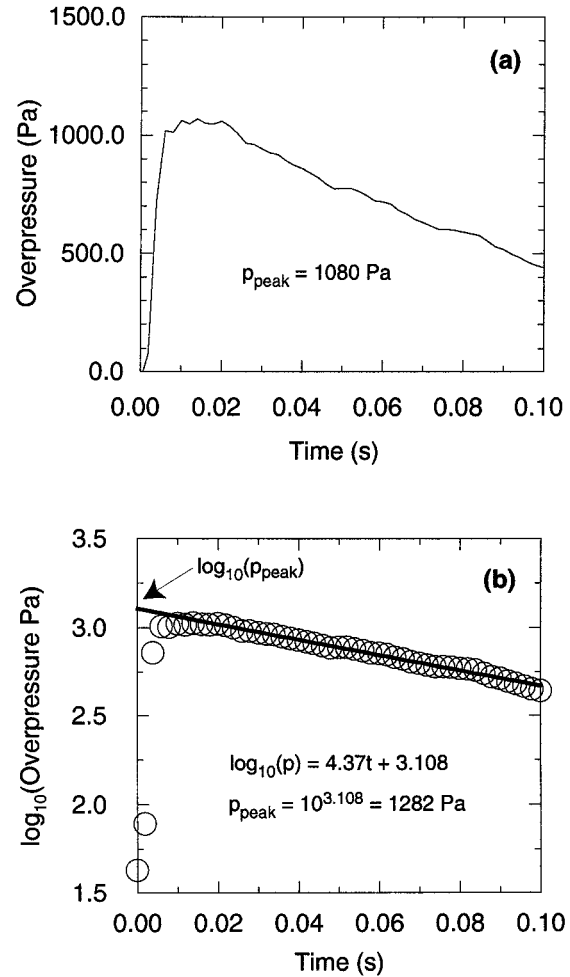 1500.0
(a)
1000.0
Overpressure (Pa)
500.0
p_peak = 1080 Pa
0.0
0.00 0.02 0.04 0.06 0.08 0.10
Time (s)
3.5
(b)
log₁₀(p_peak)
3.0
log₁₀(Overpressure Pa)
2.5
log₁₀(p) = 4.37t + 3.108
p_peak = 10^3.108 = 1282 Pa
2.0
1.5
0.00 0.02 0.04 0.06 0.08 0.10
Time (s)